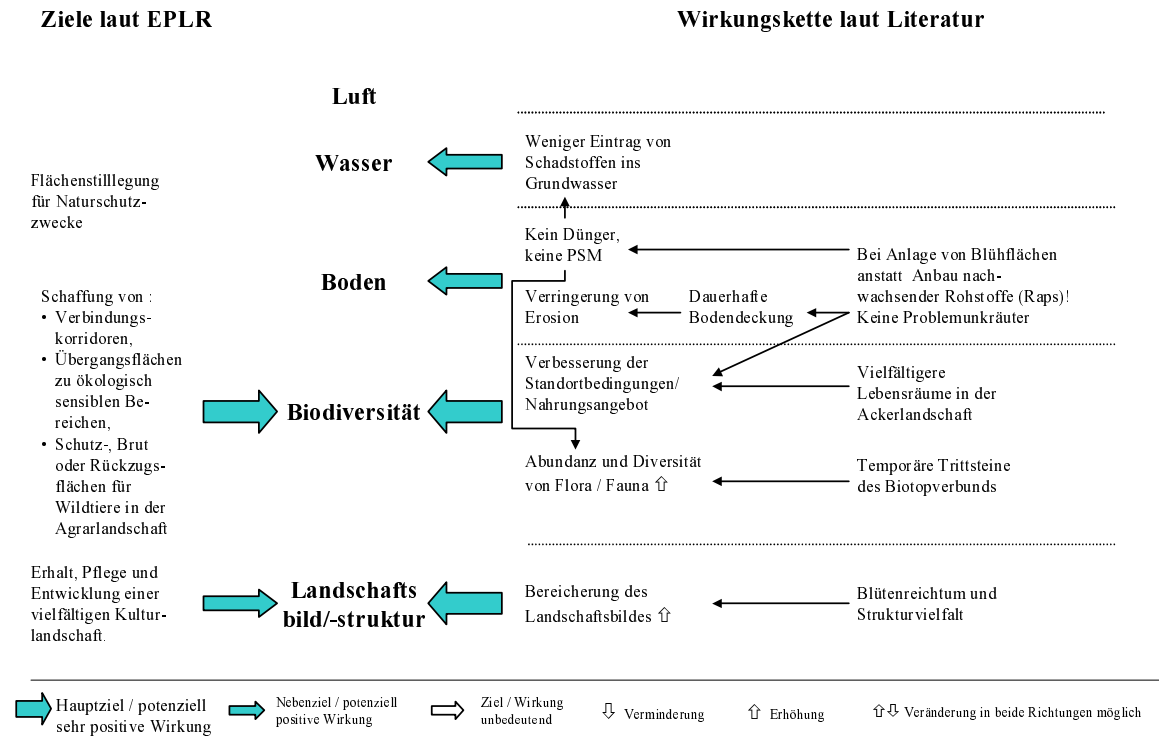 Ziele laut EPLR
Wirkungskette laut Literatur
Luft
Wasser
Weniger Eintrag von
Schadstoffen ins
Grundwasser
Flächenstilllegung
für Naturschutz-
zwecke
Boden
Kein Dünger,
keine PSM
Verringerung von
Erosion
Dauerhafte
Bodendeckung
Bei Anlage von Blühflächen
anstatt Anbau nach-
wachsender Rohstoffe (Raps)!
Keine Problemunkräuter
Schaffung von :
• Verbindungs-
korridoren,
• Übergangsflächen
zu ökologisch
sensiblen Be-
reichen,
• Schutz-, Brut
oder Rückzugs-
flächen für
Wildtiere in der
Agrarlandschaft
Biodiversität
Verbesserung der
Standortbedingungen/
Nahrungsangebot
Vielfältigere
Lebensräume in der
Ackerlandschaft
Abundanz und Diversität
von Flora / Fauna ⇧
Temporäre Trittsteine
des Biotopverbunds
Erhalt, Pflege und
Entwicklung einer
vielfältigen Kultur-
landschaft.
Landschafts
bild/-struktur
Bereicherung des
Landschaftsbildes ⇧
Blütenreichtum und
Strukturvielfalt
Hauptziel / potenziell
sehr positive Wirkung
Nebenziel / potenziell
positive Wirkung
Ziel / Wirkung
unbedeutend
⇩ Verminderung
⇧ Erhöhung
⇧⇩ Veränderung in beide Richtungen möglich